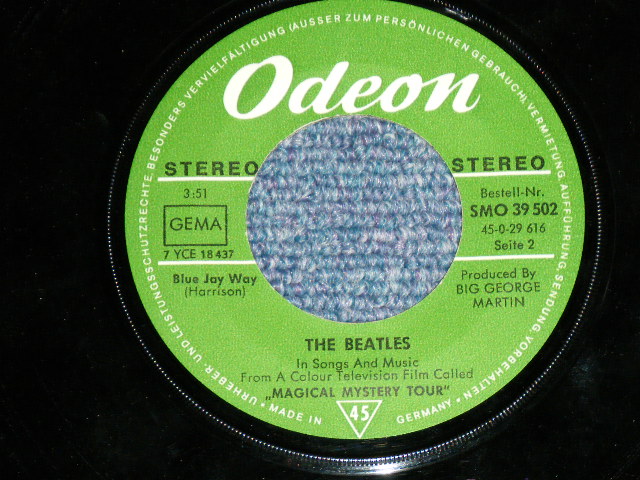 URHEBER- UND LEISTUNGSSCHUTZRECHTE, BESONDERS VERVIELFÄLTIGUNG (AUSSER ZUM PERSÖNLICHEN GEBRAUCH), VERMIETUNG, AUFFÜHRUNG, SENDUNG, VORBEHALTEN
Odeon
STEREO STEREO
3:51
GEMA
7 YCE 18 437
Bestell-Nr.
SMO 39 502
45-0-29 616
Seite 2
Blue Jay Way
(Harrison)
Produced By
BIG GEORGE
MARTIN
THE BEATLES
In Songs And Music
From A Colour Television Film Called
„MAGICAL MYSTERY TOUR"
45
• MADE IN GERMANY •